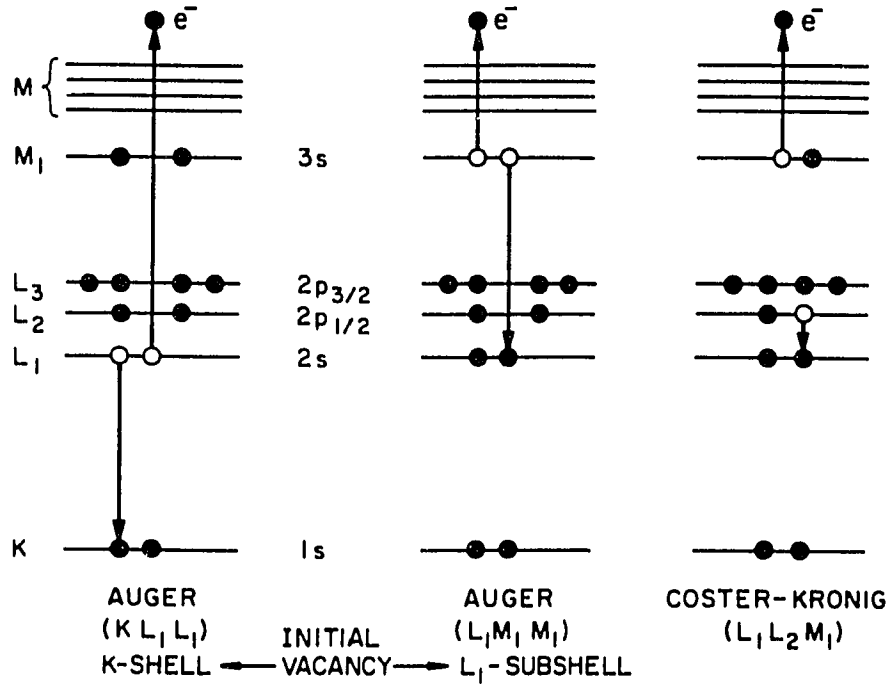 e⁻ e⁻ e⁻
M
M₁ 3s
L₃ 2p₃/₂
L₂ 2p₁/₂
L₁ 2s
K 1s
AUGER AUGER COSTER-KRONIG
(K L₁ L₁) INITIAL (L₁M₁ M₁) (L₁ L₂ M₁)
K-SHELL VACANCY L₁-SUBSHELL